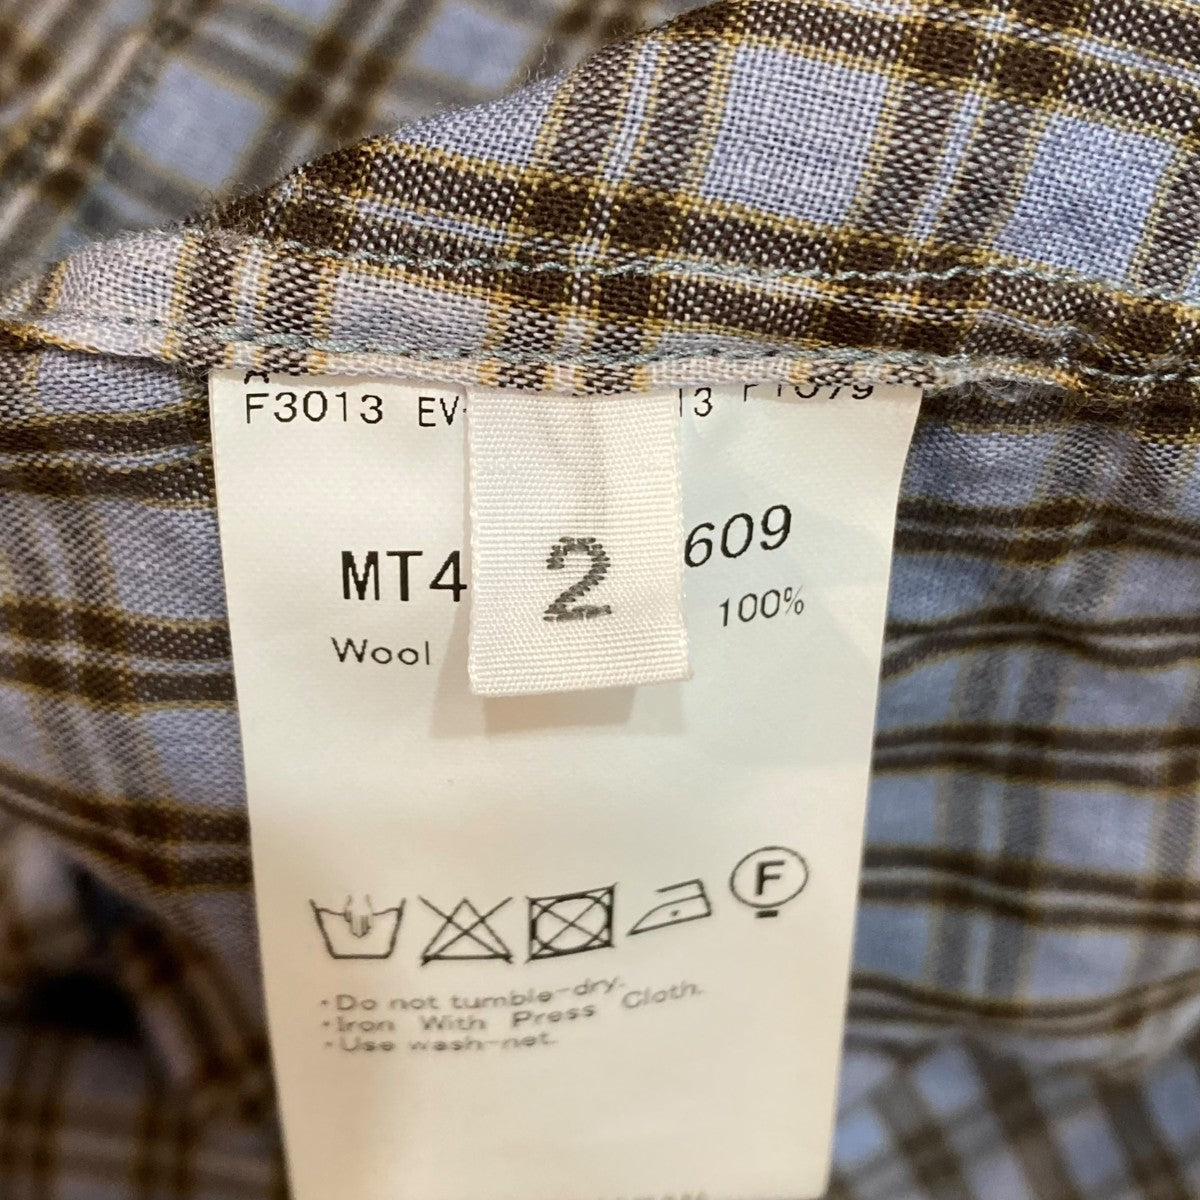 F3013 EV
13
MT4
609
2
Wool
100%
F
・Do not tumble-dry.
・Iron With Press Cloth.
・Use wash-net.